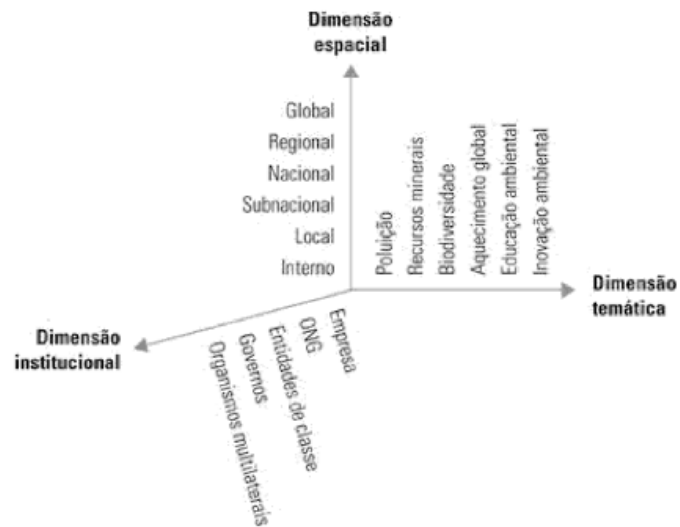 Dimensão
espacial
Global
Regional
Nacional
Subnacional
Local
Interno
Poluição
Recursos minerais
Biodiversidade
Aquecimento global
Educação ambiental
Inovação ambiental
Dimensão
temática
Dimensão
institucional
Empresa
ONG
Entidades de classe
Governos
Organismos multilaterais